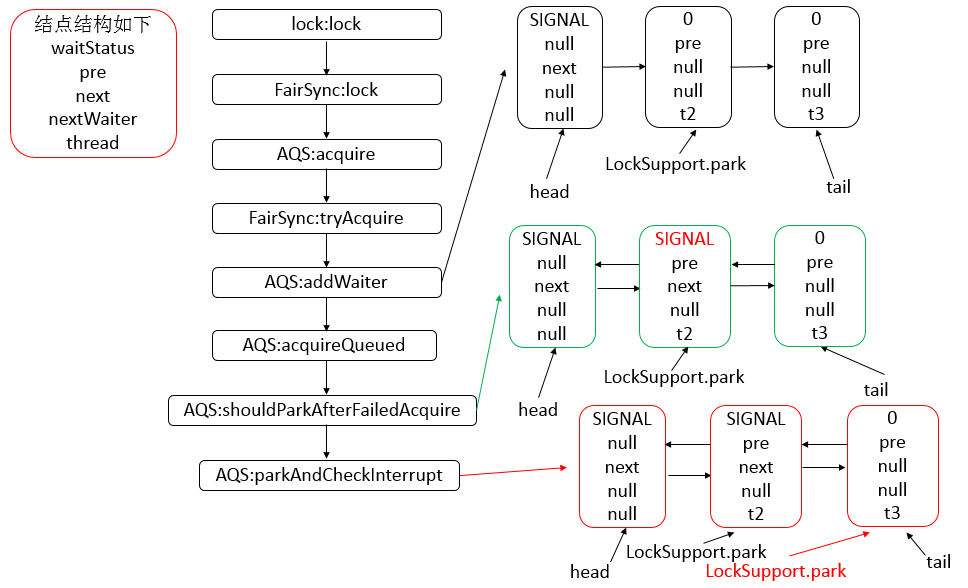 结点结构如下
waitStatus
pre
next
nextWaiter
thread
lock:lock
FairSync:lock
AQS:acquire
FairSync:tryAcquire
AQS:addWaiter
AQS:acquireQueued
AQS:shouldParkAfterFailedAcquire
AQS:parkAndCheckInterrupt
SIGNAL
null
next
null
null
0
pre
null
null
t2
0
pre
null
null
t3
LockSupport.park
head
tail
SIGNAL
null
next
null
null
SIGNAL
pre
next
null
t2
0
pre
null
null
t3
LockSupport.park
head
tail
SIGNAL
null
next
null
null
SIGNAL
pre
next
null
t2
0
pre
null
null
t3
LockSupport.park
head
LockSupport.park
tail